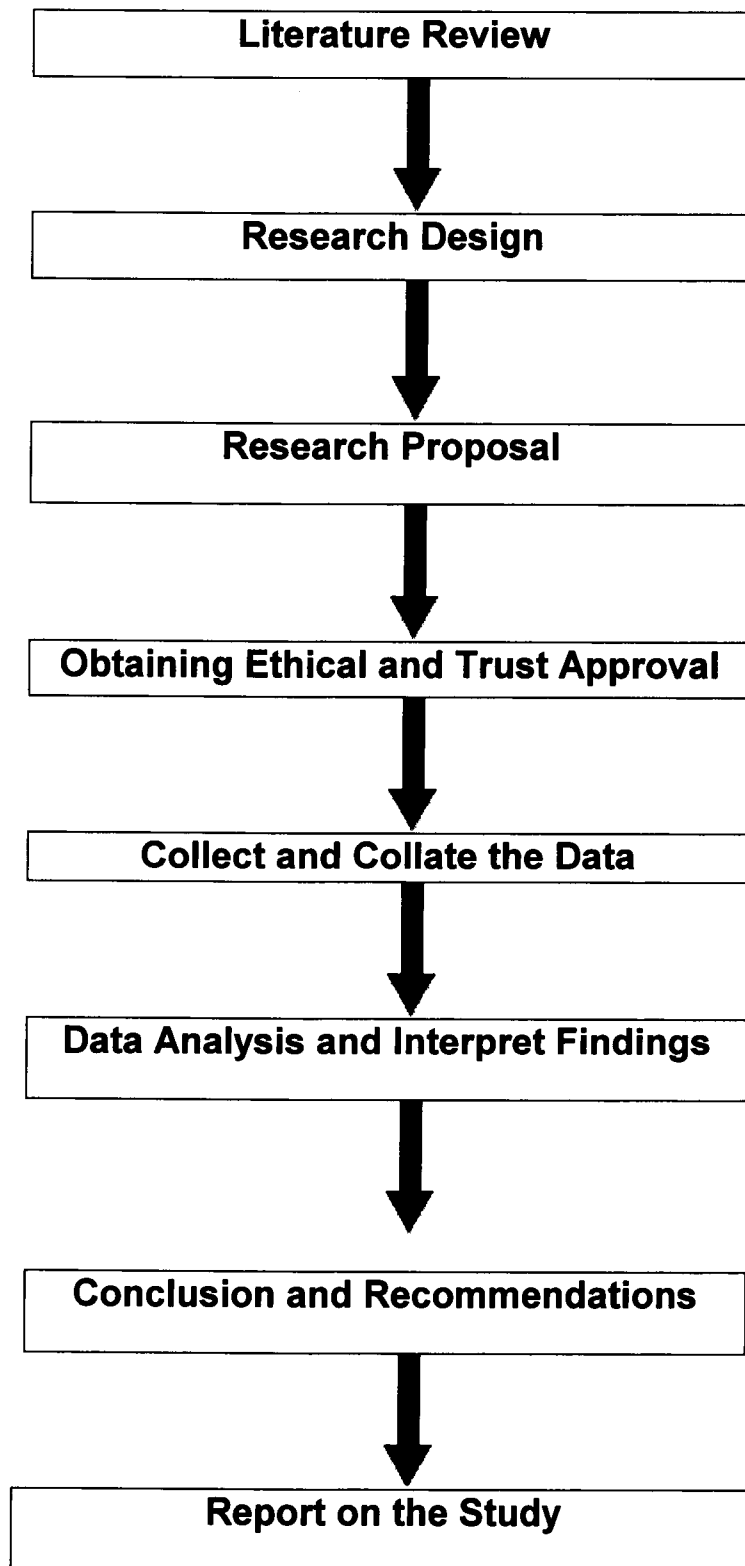 Literature Review
Research Design
Research Proposal
Obtaining Ethical and Trust Approval
Collect and Collate the Data
Data Analysis and Interpret Findings
Conclusion and Recommendations
Report on the Study